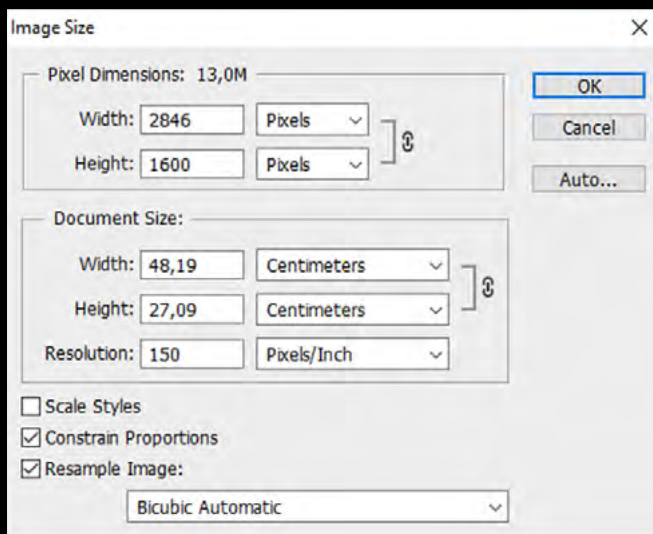 Image Size
Pixel Dimensions: 13,0M
Width: 2846 Pixels
Height: 1600 Pixels
OK
Cancel
Auto...
Document Size:
Width: 48,19 Centimeters
Height: 27,09 Centimeters
Resolution: 150 Pixels/Inch
Scale Styles
Constrain Proportions
Resample Image:
Bicubic Automatic